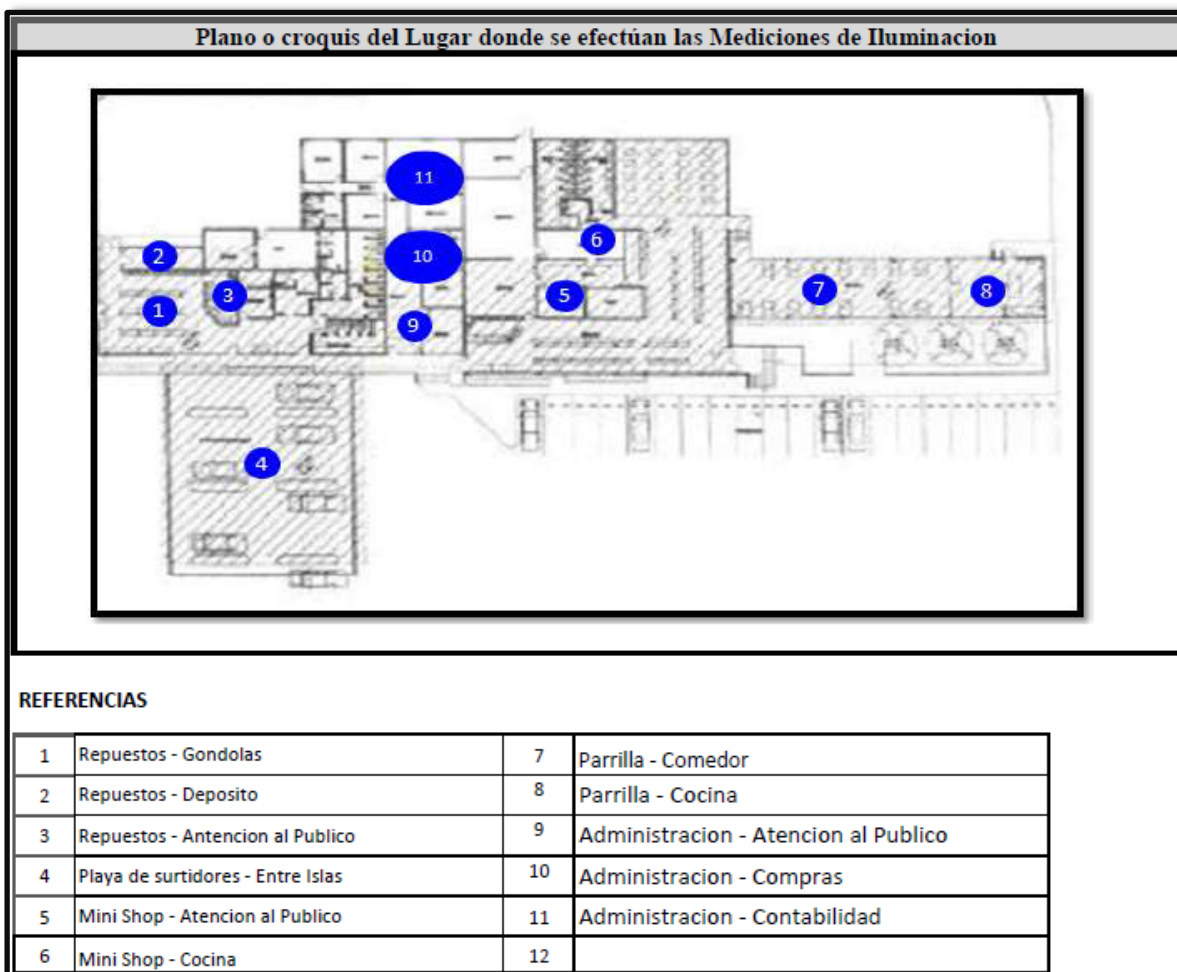 Plano o croquis del Lugar donde se efectúan las Mediciones de Iluminacion
11
10
6
2
3
5
7
8
1
9
4
REFERENCIAS
1 Repuestos - Gondolas 7 Parrilla - Comedor
2 Repuestos - Deposito 8 Parrilla - Cocina
3 Repuestos - Antencion al Publico 9 Administracion - Atencion al Publico
4 Playa de surtidores - Entre Islas 10 Administracion - Compras
5 Mini Shop - Atencion al Publico 11 Administracion - Contabilidad
6 Mini Shop - Cocina 12